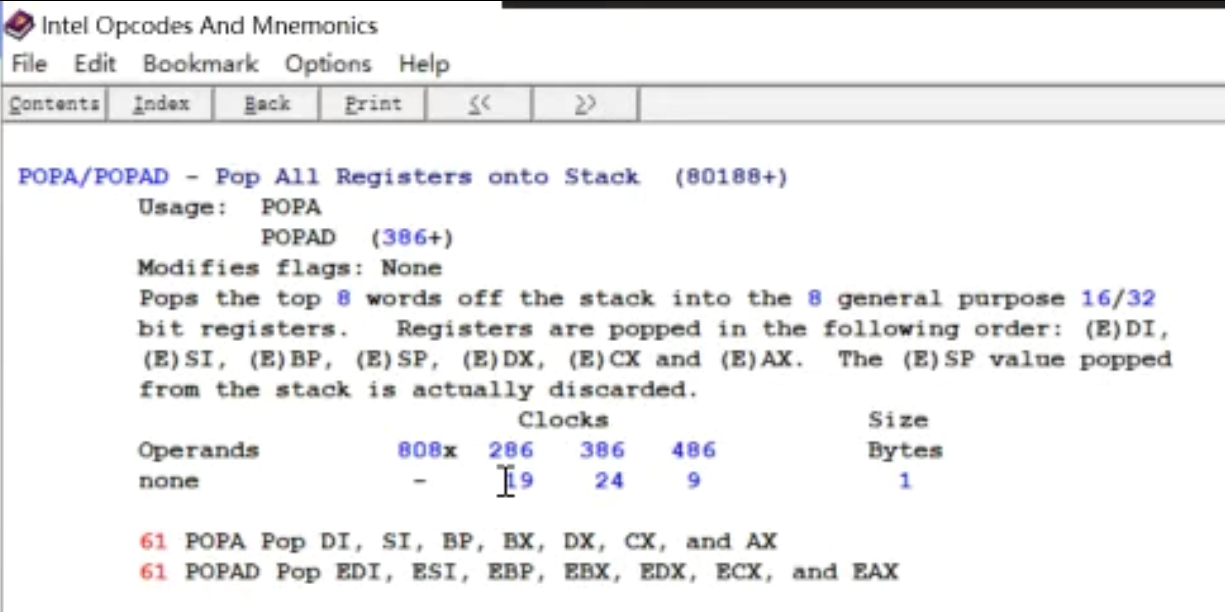 Intel Opcodes And Mnemonics
File Edit Bookmark Options Help
Contents Index Back Print << >>
POPA/POPAD - Pop All Registers onto Stack (80188+)
Usage: POPA
POPAD (386+)
Modifies flags: None
Pops the top 8 words off the stack into the 8 general purpose 16/32
bit registers. Registers are popped in the following order: (E)DI,
(E)SI, (E)BP, (E)SP, (E)DX, (E)CX and (E)AX. The (E)SP value popped
from the stack is actually discarded.
Clocks Size
Operands 808x 286 386 486 Bytes
none - 19 24 9 1
61 POPA Pop DI, SI, BP, BX, DX, CX, and AX
61 POPAD Pop EDI, ESI, EBP, EBX, EDX, ECX, and EAX